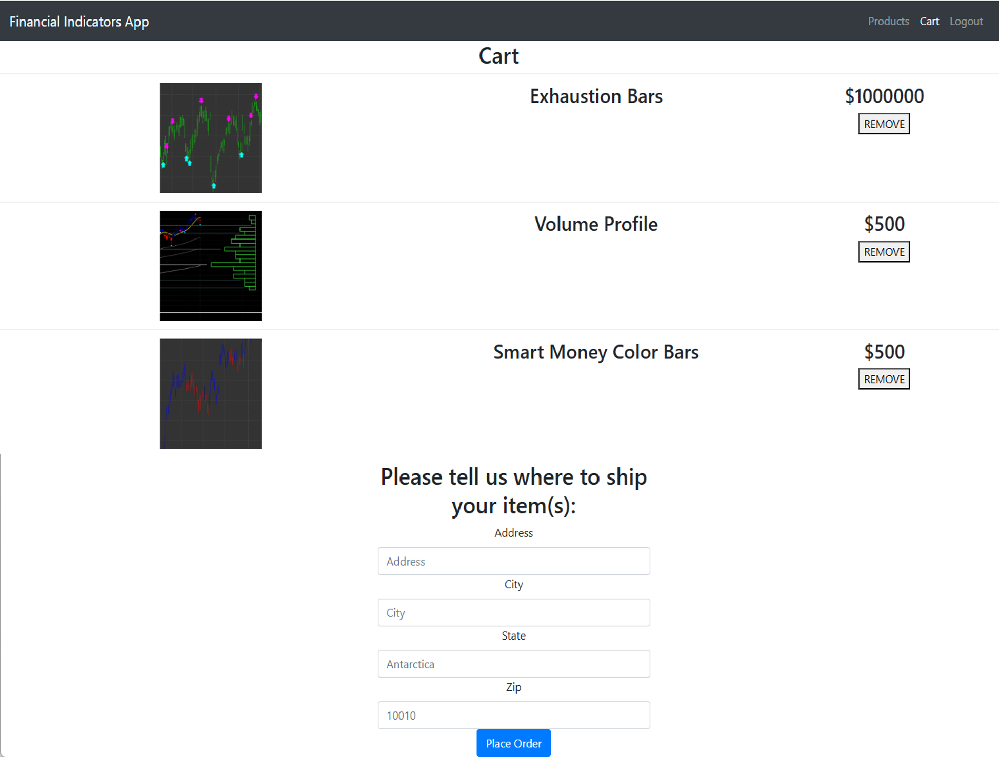 Financial Indicators App
Products Cart Logout
Cart
Exhaustion Bars
$1000000
REMOVE
Volume Profile
$500
REMOVE
Smart Money Color Bars
$500
REMOVE
Please tell us where to ship
your item(s):
Address
Address
City
City
State
Antarctica
Zip
10010
Place Order